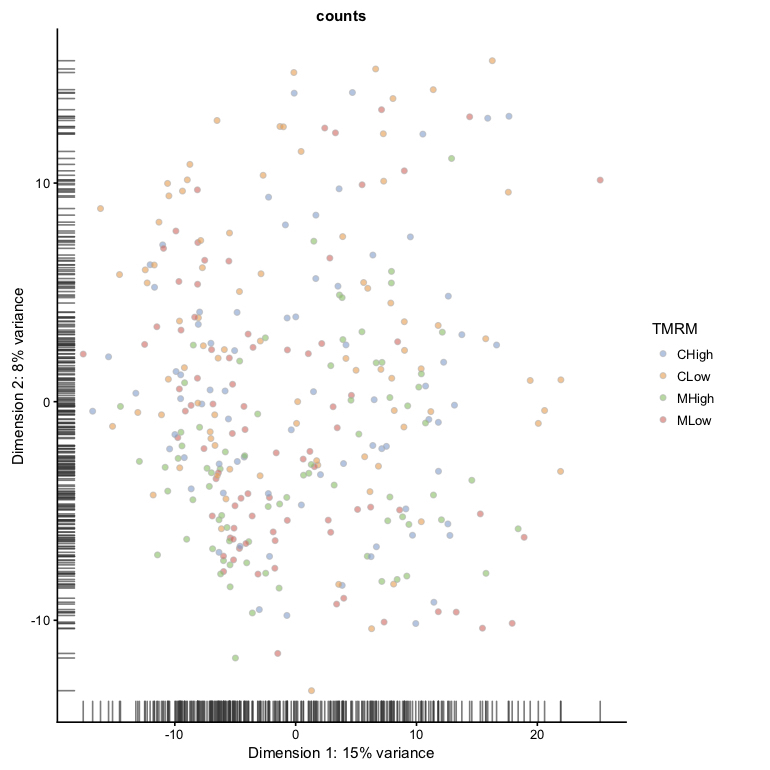 counts
10
0
-10
Dimension 2: 8% variance
-10 0 10 20
Dimension 1: 15% variance
TMRM
CHigh
CLow
MHigh
MLow